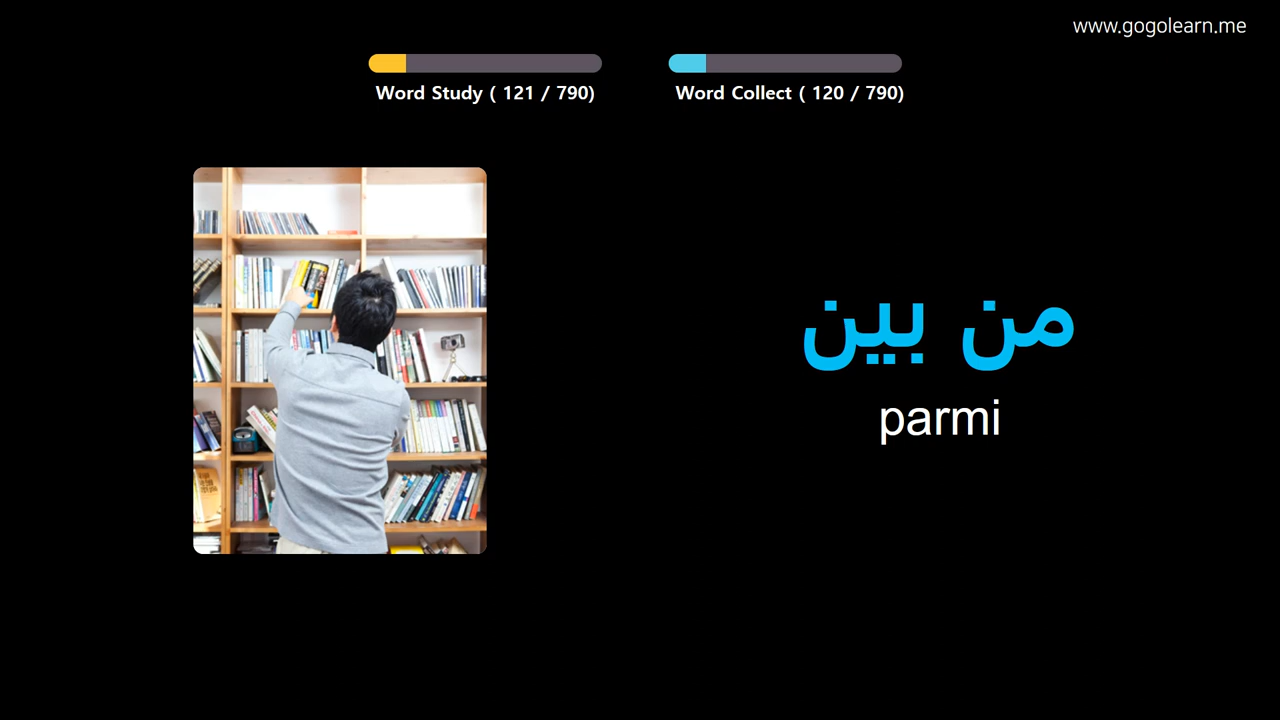 www.gogolearn.me
Word Study ( 121 / 790)
Word Collect ( 120 / 790)
من بين
parmi